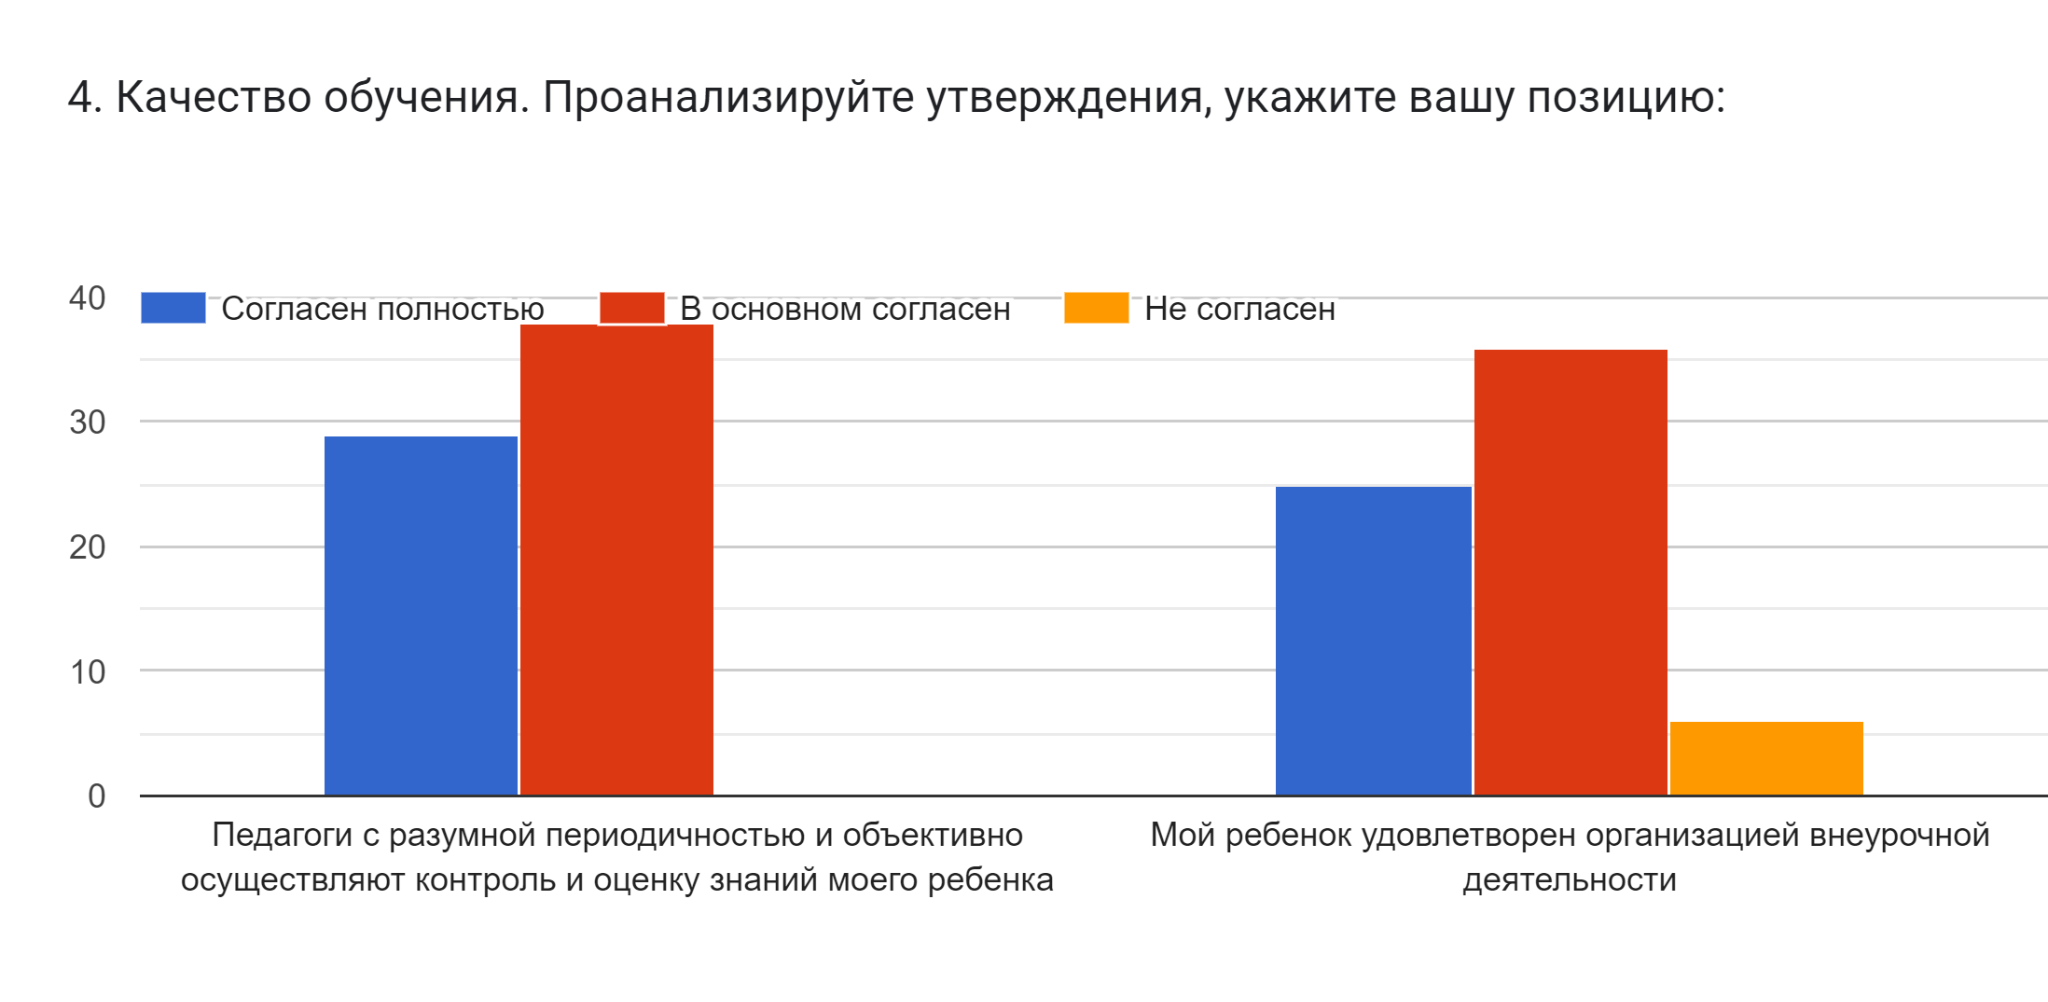 4. Качество обучения. Проанализируйте утверждения, укажите вашу позицию:
Согласен полностью В основном согласен Не согласен
40
30
20
10
0
Педагоги с разумной периодичностью и объективно
осуществляют контроль и оценку знаний моего ребенка
Мой ребенок удовлетворен организацией внеурочной
деятельности